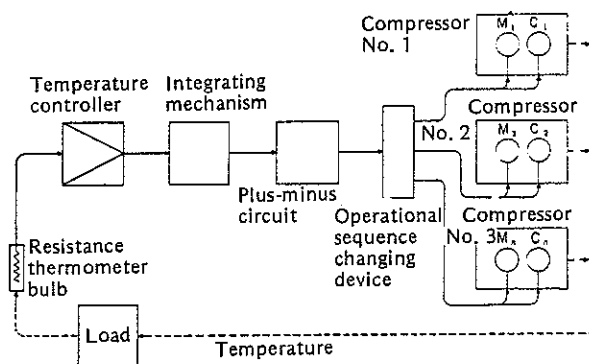 Compressor
No. 1
M₁ C₁
Temperature
controller
Integrating
mechanism
Compressor
No. 2
M₂ C₂
Plus-minus
circuit
Operational
sequence
changing
device
Compressor
No. 3
Mₙ Cₙ
Resistance
thermometer
bulb
Load
Temperature